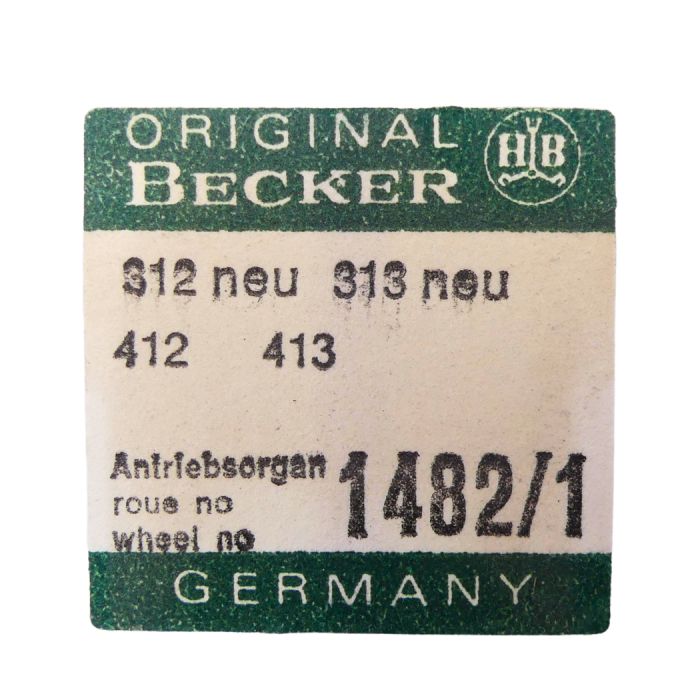 ORIGINAL
BECKER
HB
312 neu 313 neu
412 413
Antriebsorgan 1482/1
roue no
wheel no
GERMANY